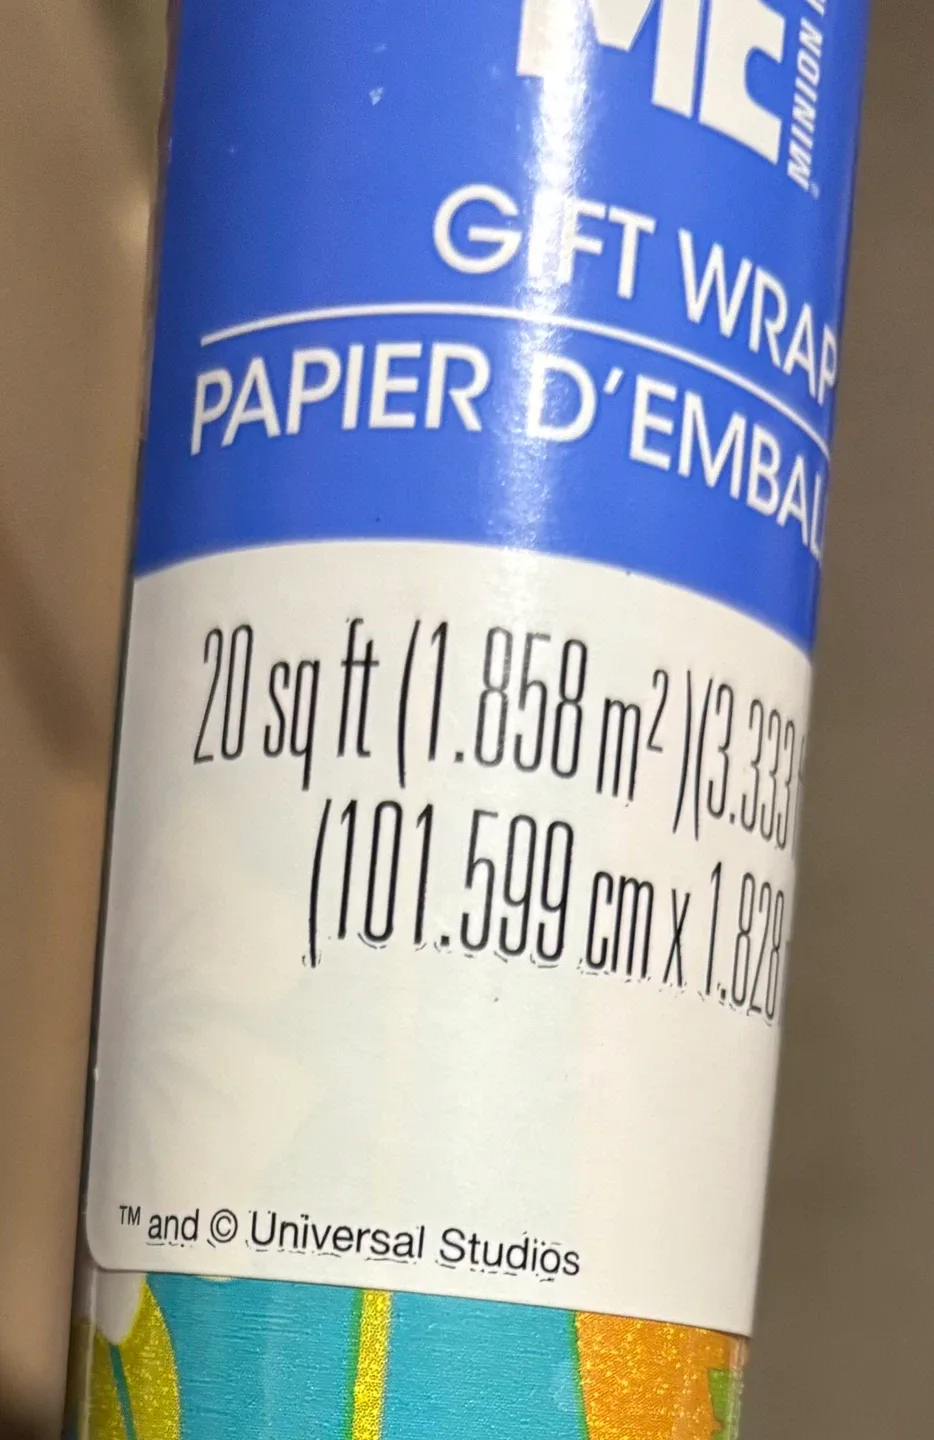 ME
MINION
GIFT WRAP
PAPIER D'EMBAL
20 sq ft (1.858 m²)(3.333
(101.599 cm x 1.828
™ and © Universal Studios